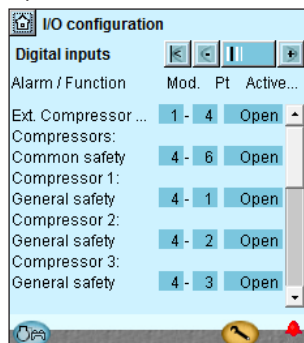 I/O configuration
Digital inputs
Alarm / Function Mod. Pt Active...
Ext. Compressor ... 1 - 4 Open
Compressors:
Common safety 4 - 6 Open
Compressor 1:
General safety 4 - 1 Open
Compressor 2:
General safety 4 - 2 Open
Compressor 3:
General safety 4 - 3 Open